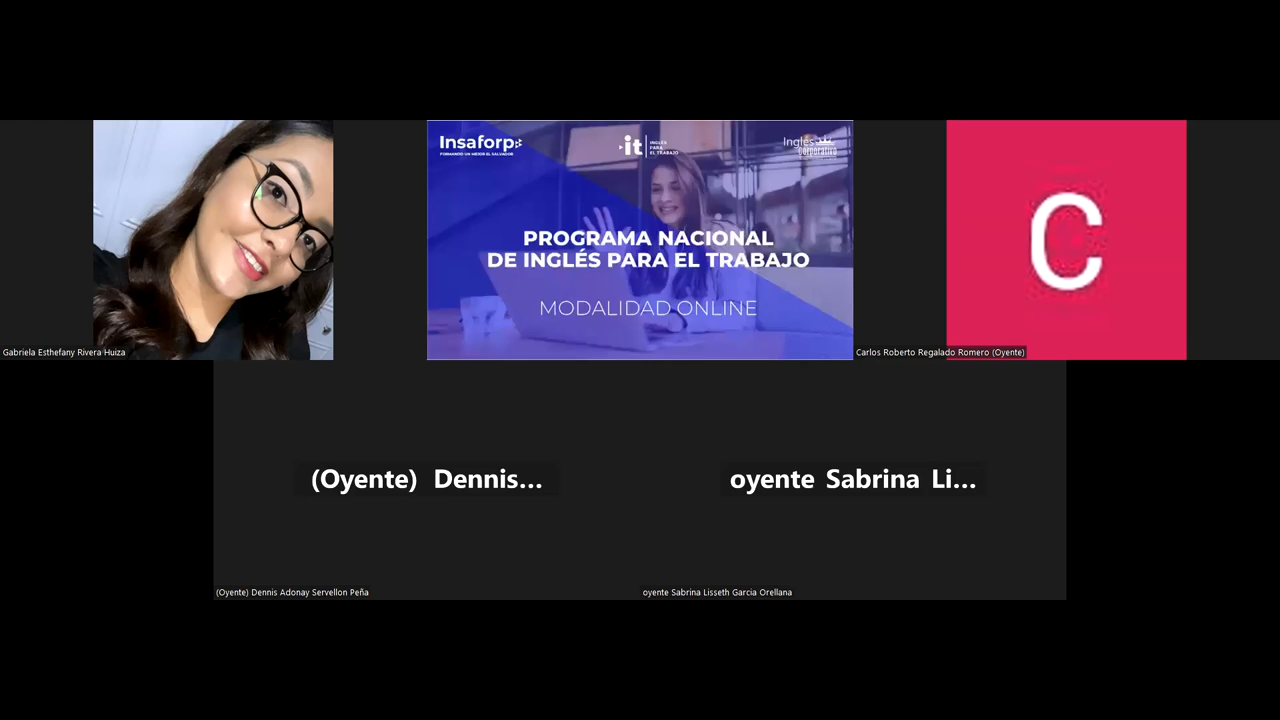 Insaforp
FORMANDO UN MEJOR EL SALVADOR
it
INGLÉS
PARA
EL TRABAJO
Inglés
corporativo
PROGRAMA NACIONAL
DE INGLÉS PARA EL TRABAJO
MODALIDAD ONLINE
C
Gabriela Esthefany Rivera Huiza
Carlos Roberto Regalado Romero (Oyente)
(Oyente) Dennis...
oyente Sabrina Li...
(Oyente) Dennis Adonay Servellon Peña
oyente Sabrina Lisseth Garcia Orellana